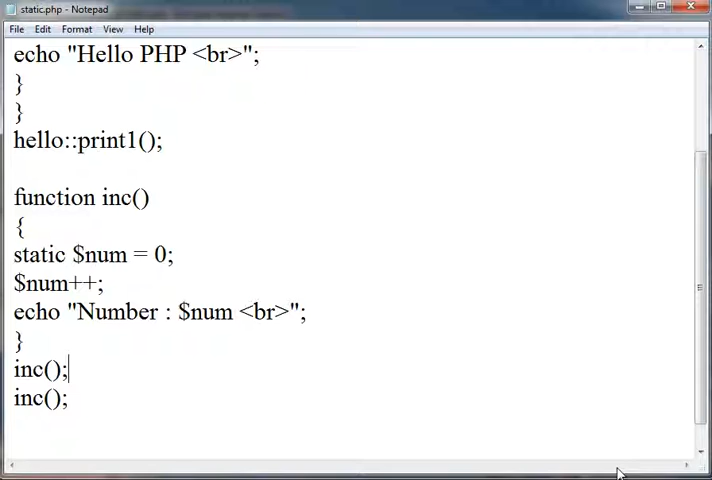 static.php - Notepad
File Edit Format View Help
echo "Hello PHP <br>";
}
}
hello::print1();
function inc()
{
static $num = 0;
$num++;
echo "Number : $num <br>";
}
inc();
inc();